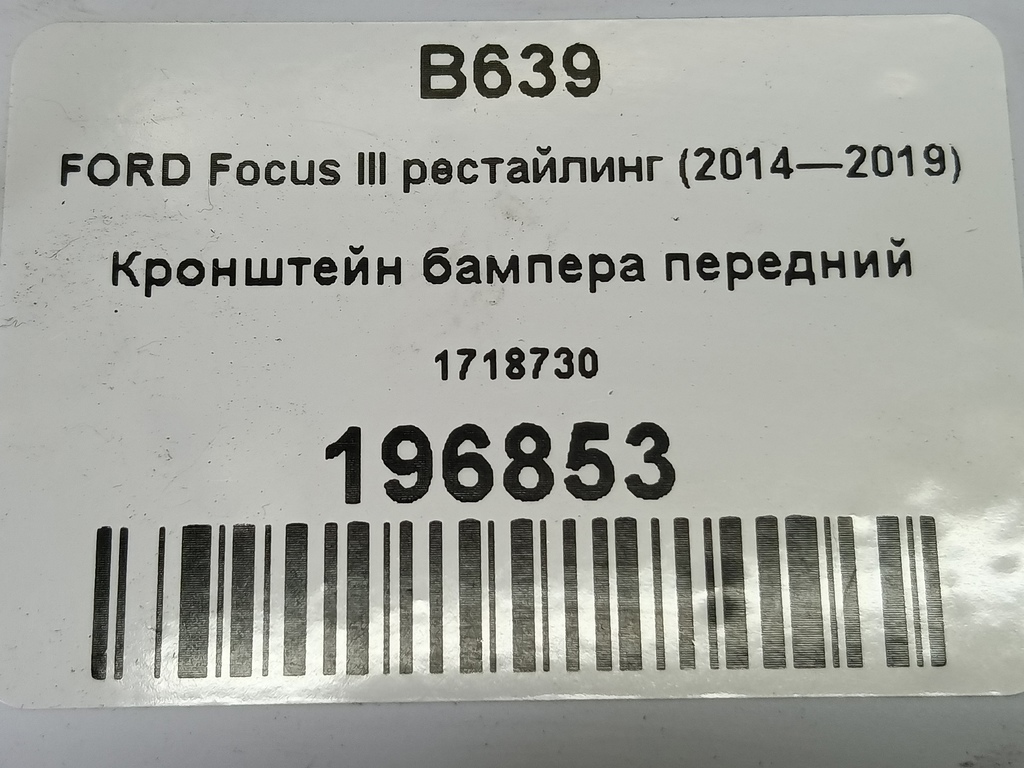 B639
FORD Focus III рестайлинг (2014—2019)
Кронштейн бампера передний
1718730
196853